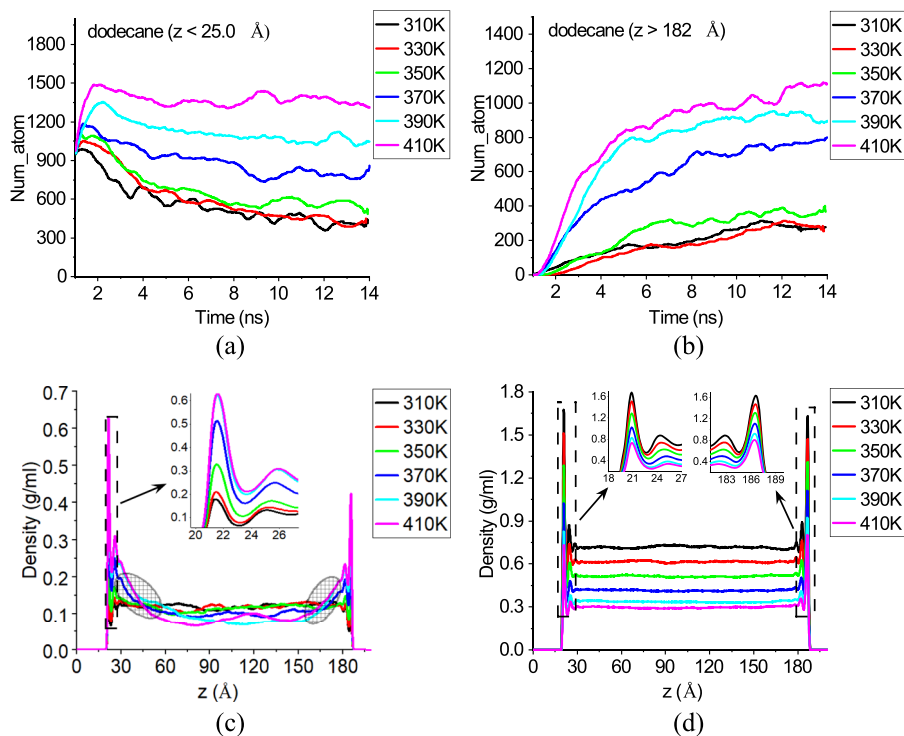 dodecane (z < 25.0 Å)
Num_atom
1800
1500
1200
900
600
300
0
2 4 6 8 10 12 14
Time (ns)
310K
330K
350K
370K
390K
410K
(a)
dodecane (z > 182 Å)
Num_atom
1400
1200
1000
800
600
400
200
0
2 4 6 8 10 12 14
Time (ns)
310K
330K
350K
370K
390K
410K
(b)
Density (g/ml)
0.7
0.6
0.5
0.4
0.3
0.2
0.1
0.0
0 30 60 90 120 150 180
z (Å)
0.6
0.5
0.4
0.3
0.2
0.1
20 22 24 26
310K
330K
350K
370K
390K
410K
(c)
Density (g/ml)
1.8
1.5
1.2
0.9
0.6
0.3
0.0
0 30 60 90 120 150 180
z (Å)
1.6
1.2
0.8
0.4
18 21 24 27
1.6
1.2
0.8
0.4
183 186 189
310K
330K
350K
370K
390K
410K
(d)